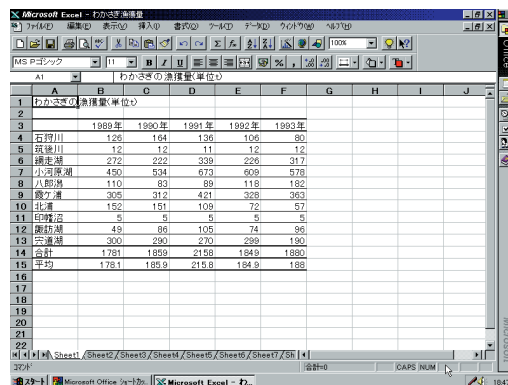 Microsoft Excel - わかさぎ漁獲量
ファイル(F) 編集(E) 表示(V) 挿入(I) 書式(O) ツール(T) データ(D) ウィンドウ(W) ヘルプ(H)
100%
MS Pゴシック 11 B I U
A1 わかさぎの漁獲量(単位t)
A B C D E F G H I J
1 わかさぎの漁獲量(単位t)
2
3 1989年 1990年 1991年 1992年 1993年
4 石狩川 126 164 136 106 80
5 筑後川 12 12 11 12 12
6 網走湖 272 222 339 226 317
7 小河原湖 450 534 673 609 578
8 八郎潟 110 83 89 118 182
9 霞ケ浦 305 312 421 328 363
10 北浦 152 151 109 72 57
11 印幡沼 5 5 5 5 5
12 諏訪湖 49 86 105 74 96
13 宍道湖 300 290 270 299 190
14 合計 1781 1859 2158 1849 1880
15 平均 178.1 185.9 215.8 184.9 188
16
17
18
19
20
21
22
Sheet1 Sheet2 Sheet3 Sheet4 Sheet5 Sheet6 Sheet7 Sh
コマンド 合計=0 CAPS NUM
スタート Microsoft Office ショートカッ.. Microsoft Excel - わ...
Office